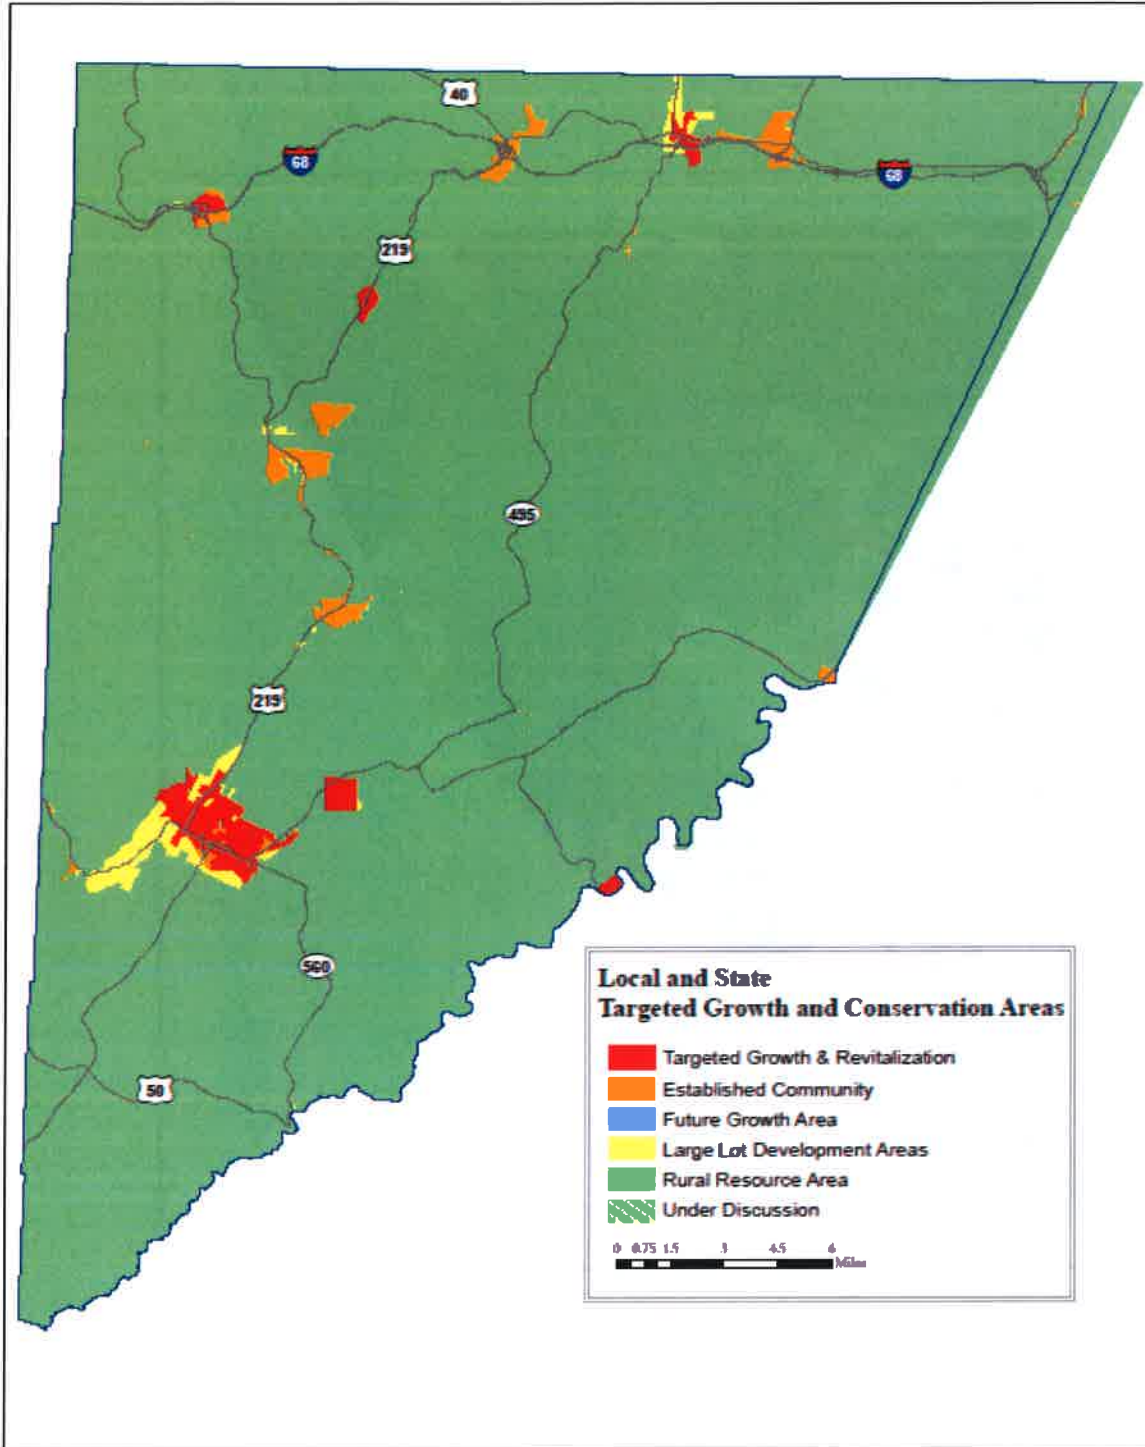 40
68
68
219
495
219
560
50
Local and State
Targeted Growth and Conservation Areas
Targeted Growth & Revitalization
Established Community
Future Growth Area
Large Lot Development Areas
Rural Resource Area
Under Discussion
0 0.75 1.5 3 4.5 6
Miles